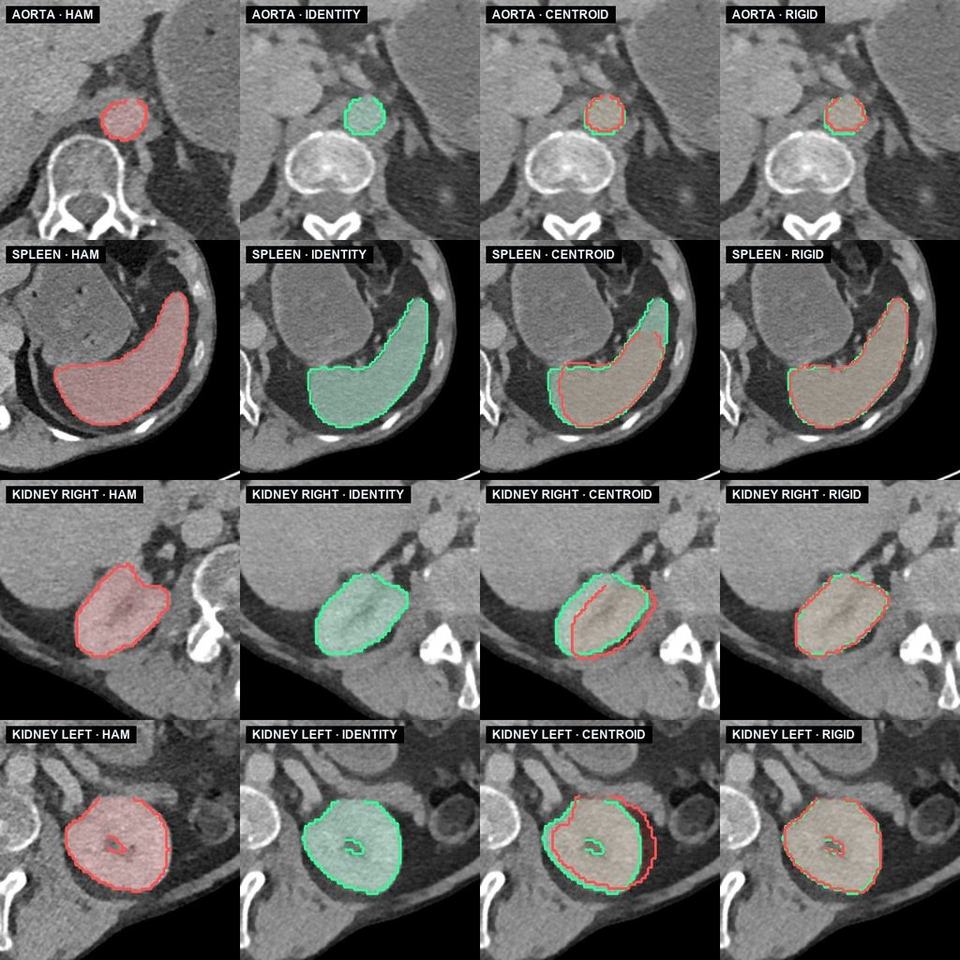 AORTA · HAM
AORTA · IDENTITY
AORTA · CENTROID
AORTA · RIGID
SPLEEN · HAM
SPLEEN · IDENTITY
SPLEEN · CENTROID
SPLEEN · RIGID
KIDNEY RIGHT · HAM
KIDNEY RIGHT · IDENTITY
KIDNEY RIGHT · CENTROID
KIDNEY RIGHT · RIGID
KIDNEY LEFT · HAM
KIDNEY LEFT · IDENTITY
KIDNEY LEFT · CENTROID
KIDNEY LEFT · RIGID